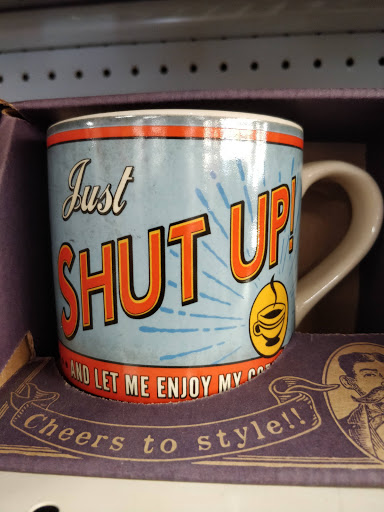 Just
SHUT UP!
AND LET ME ENJOY MY
Cheers to style!!